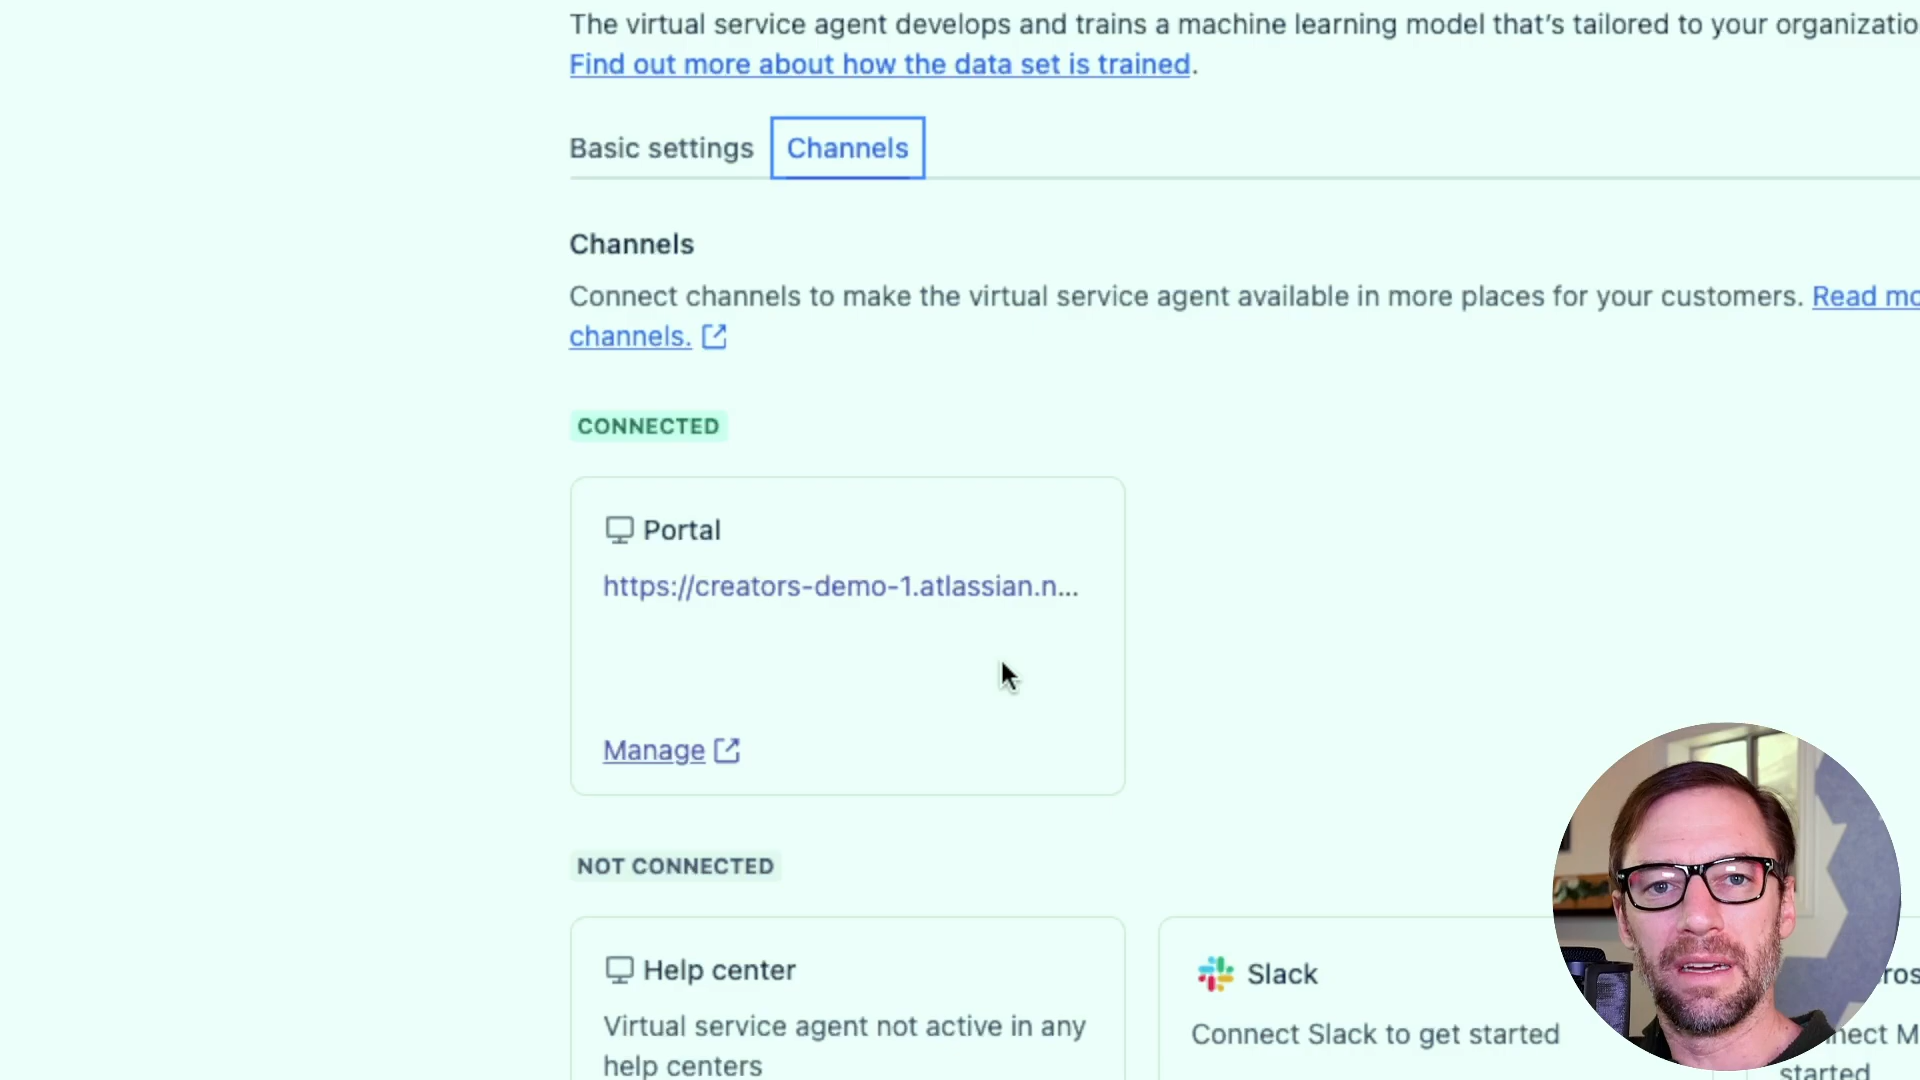 The virtual service agent develops and trains a machine learning model that's tailored to your
Find out more about how the data set is trained.
Basic settings Channels
Channels
Connect channels to make the virtual service agent available in more places for your customers. Read
channels.
CONNECTED
Portal
https://creators-demo-1.atlassian.n...
Manage
NOT CONNECTED
Help center
Virtual service agent not active in any
help centers
Slack
Connect Slack to get started
started